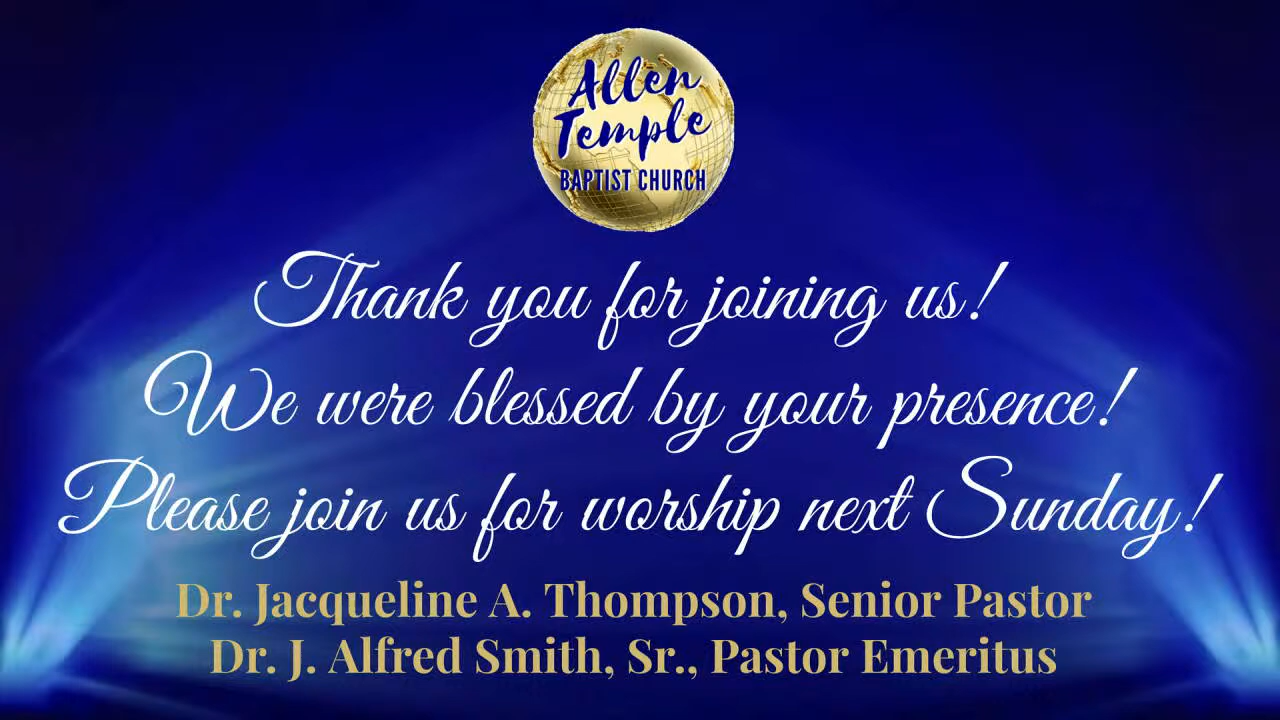 Allen
Temple
BAPTIST CHURCH
Thank you for joining us!
We were blessed by your presence!
Please join us for worship next Sunday!
Dr. Jacqueline A. Thompson, Senior Pastor
Dr. J. Alfred Smith, Sr., Pastor Emeritus